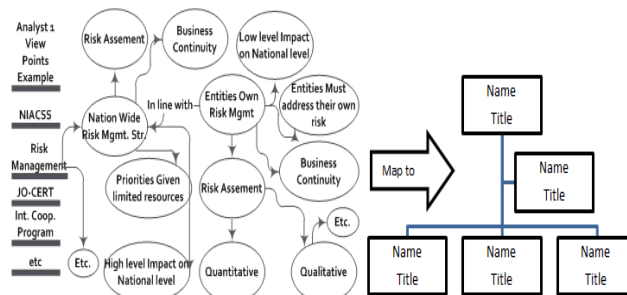 Analyst 1
View
Points
Example
NIACSS
Risk
Management
JO-CERT
Int. Coop.
Program
etc
Risk Assement
Business
Continuity
Nation Wide
Risk Mgmt. Str.
Priorities Given
limited resources
Etc.
High level Impact on
National level
In line with
Low level Impact
on National level
Entities Own
Risk Mgmt
Entities Must
address their own
risk
Business
Continuity
Risk Assement
Etc.
Quantitative
Qualitative
Map to
Name
Title
Name
Title
Name
Title
Name
Title
Name
Title